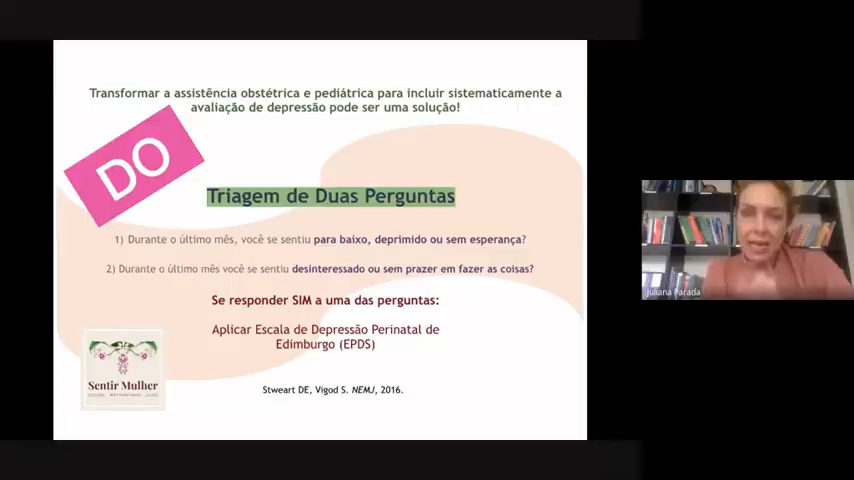 Transformar a assistência obstétrica e pediátrica para incluir sistematicamente a
avaliação de depressão pode ser uma solução!
DO
Triagem de Duas Perguntas
1) Durante o último mês, você se sentiu para baixo, deprimido ou sem esperança?
2) Durante o último mês você se sentiu desinteressado ou sem prazer em fazer as coisas?
Se responder SIM a uma das perguntas:
Aplicar Escala de Depressão Perinatal de
Edimburgo (EPDS)
Sentir Mulher
Stweart DE, Vigod S. NEMJ, 2016.
Juliana Parada